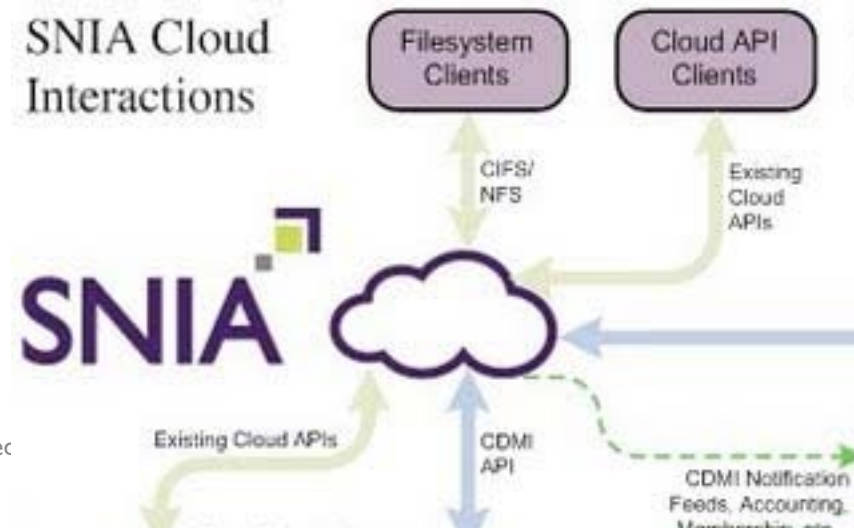 SNIA Cloud
Interactions
Filesystem
Clients
Cloud API
Clients
CIFS/
NFS
Existing
Cloud
APIs
SNIA
Existing Cloud APIs
CDMI
API
CDMI Notification
Feeds, Accounting,